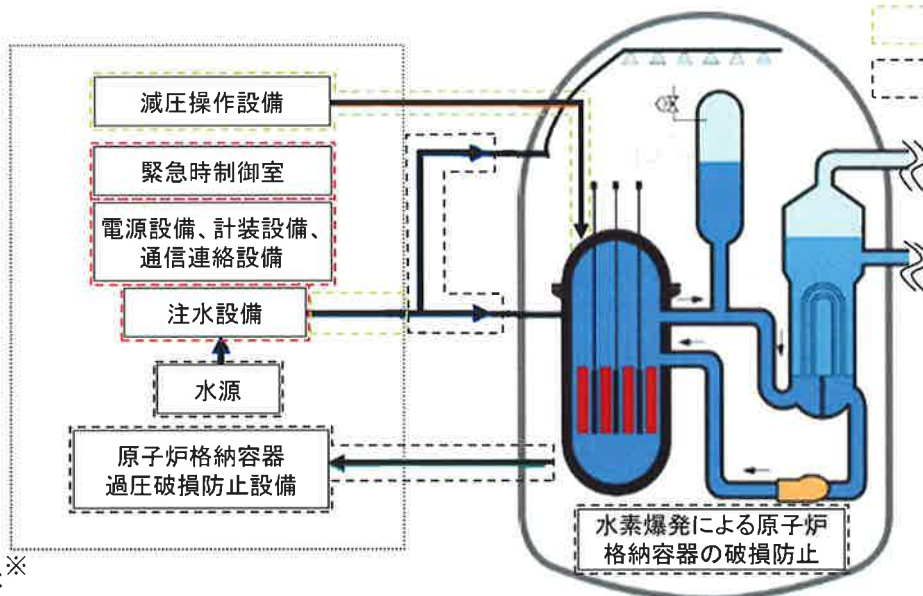 減圧操作設備
緊急時制御室
電源設備、計装設備、
通信連絡設備
注水設備
水源
原子炉格納容器
過圧破損防止設備
水素爆発による原子炉
格納容器の破損防止
※